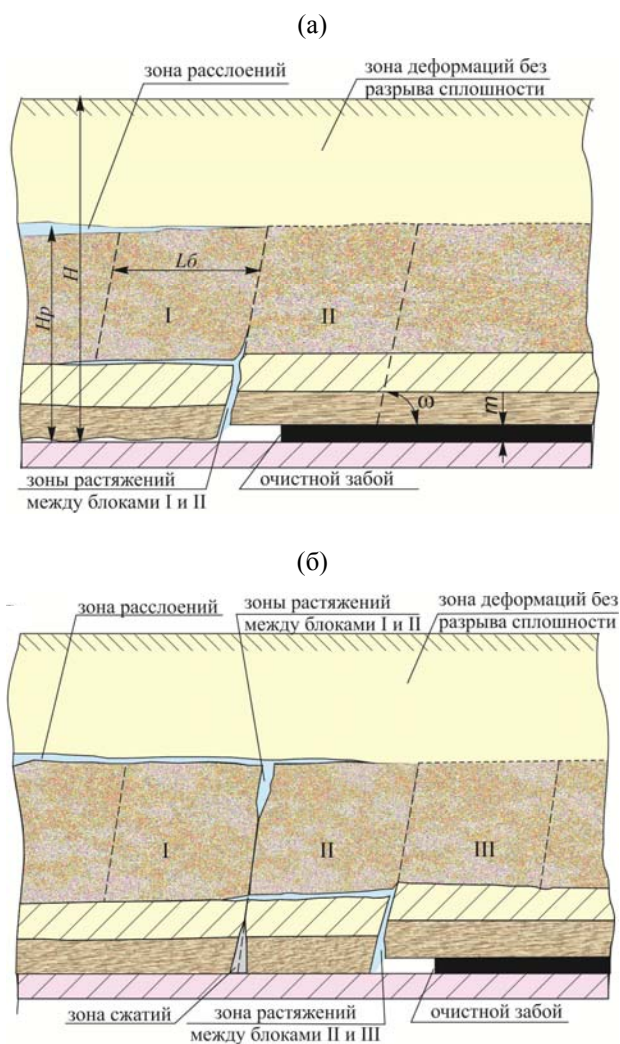 (а)
зона расслоений
зона деформаций без
разрыва сплошности
H
Hр
Lб
I
II
ω
m
зоны растяжений
между блоками I и II
очистной забой
(б)
зона расслоений
зоны растяжений
между блоками I и II
зона деформаций без
разрыва сплошности
I
II
III
зона сжатий
зона растяжений
между блоками II и III
очистной забой